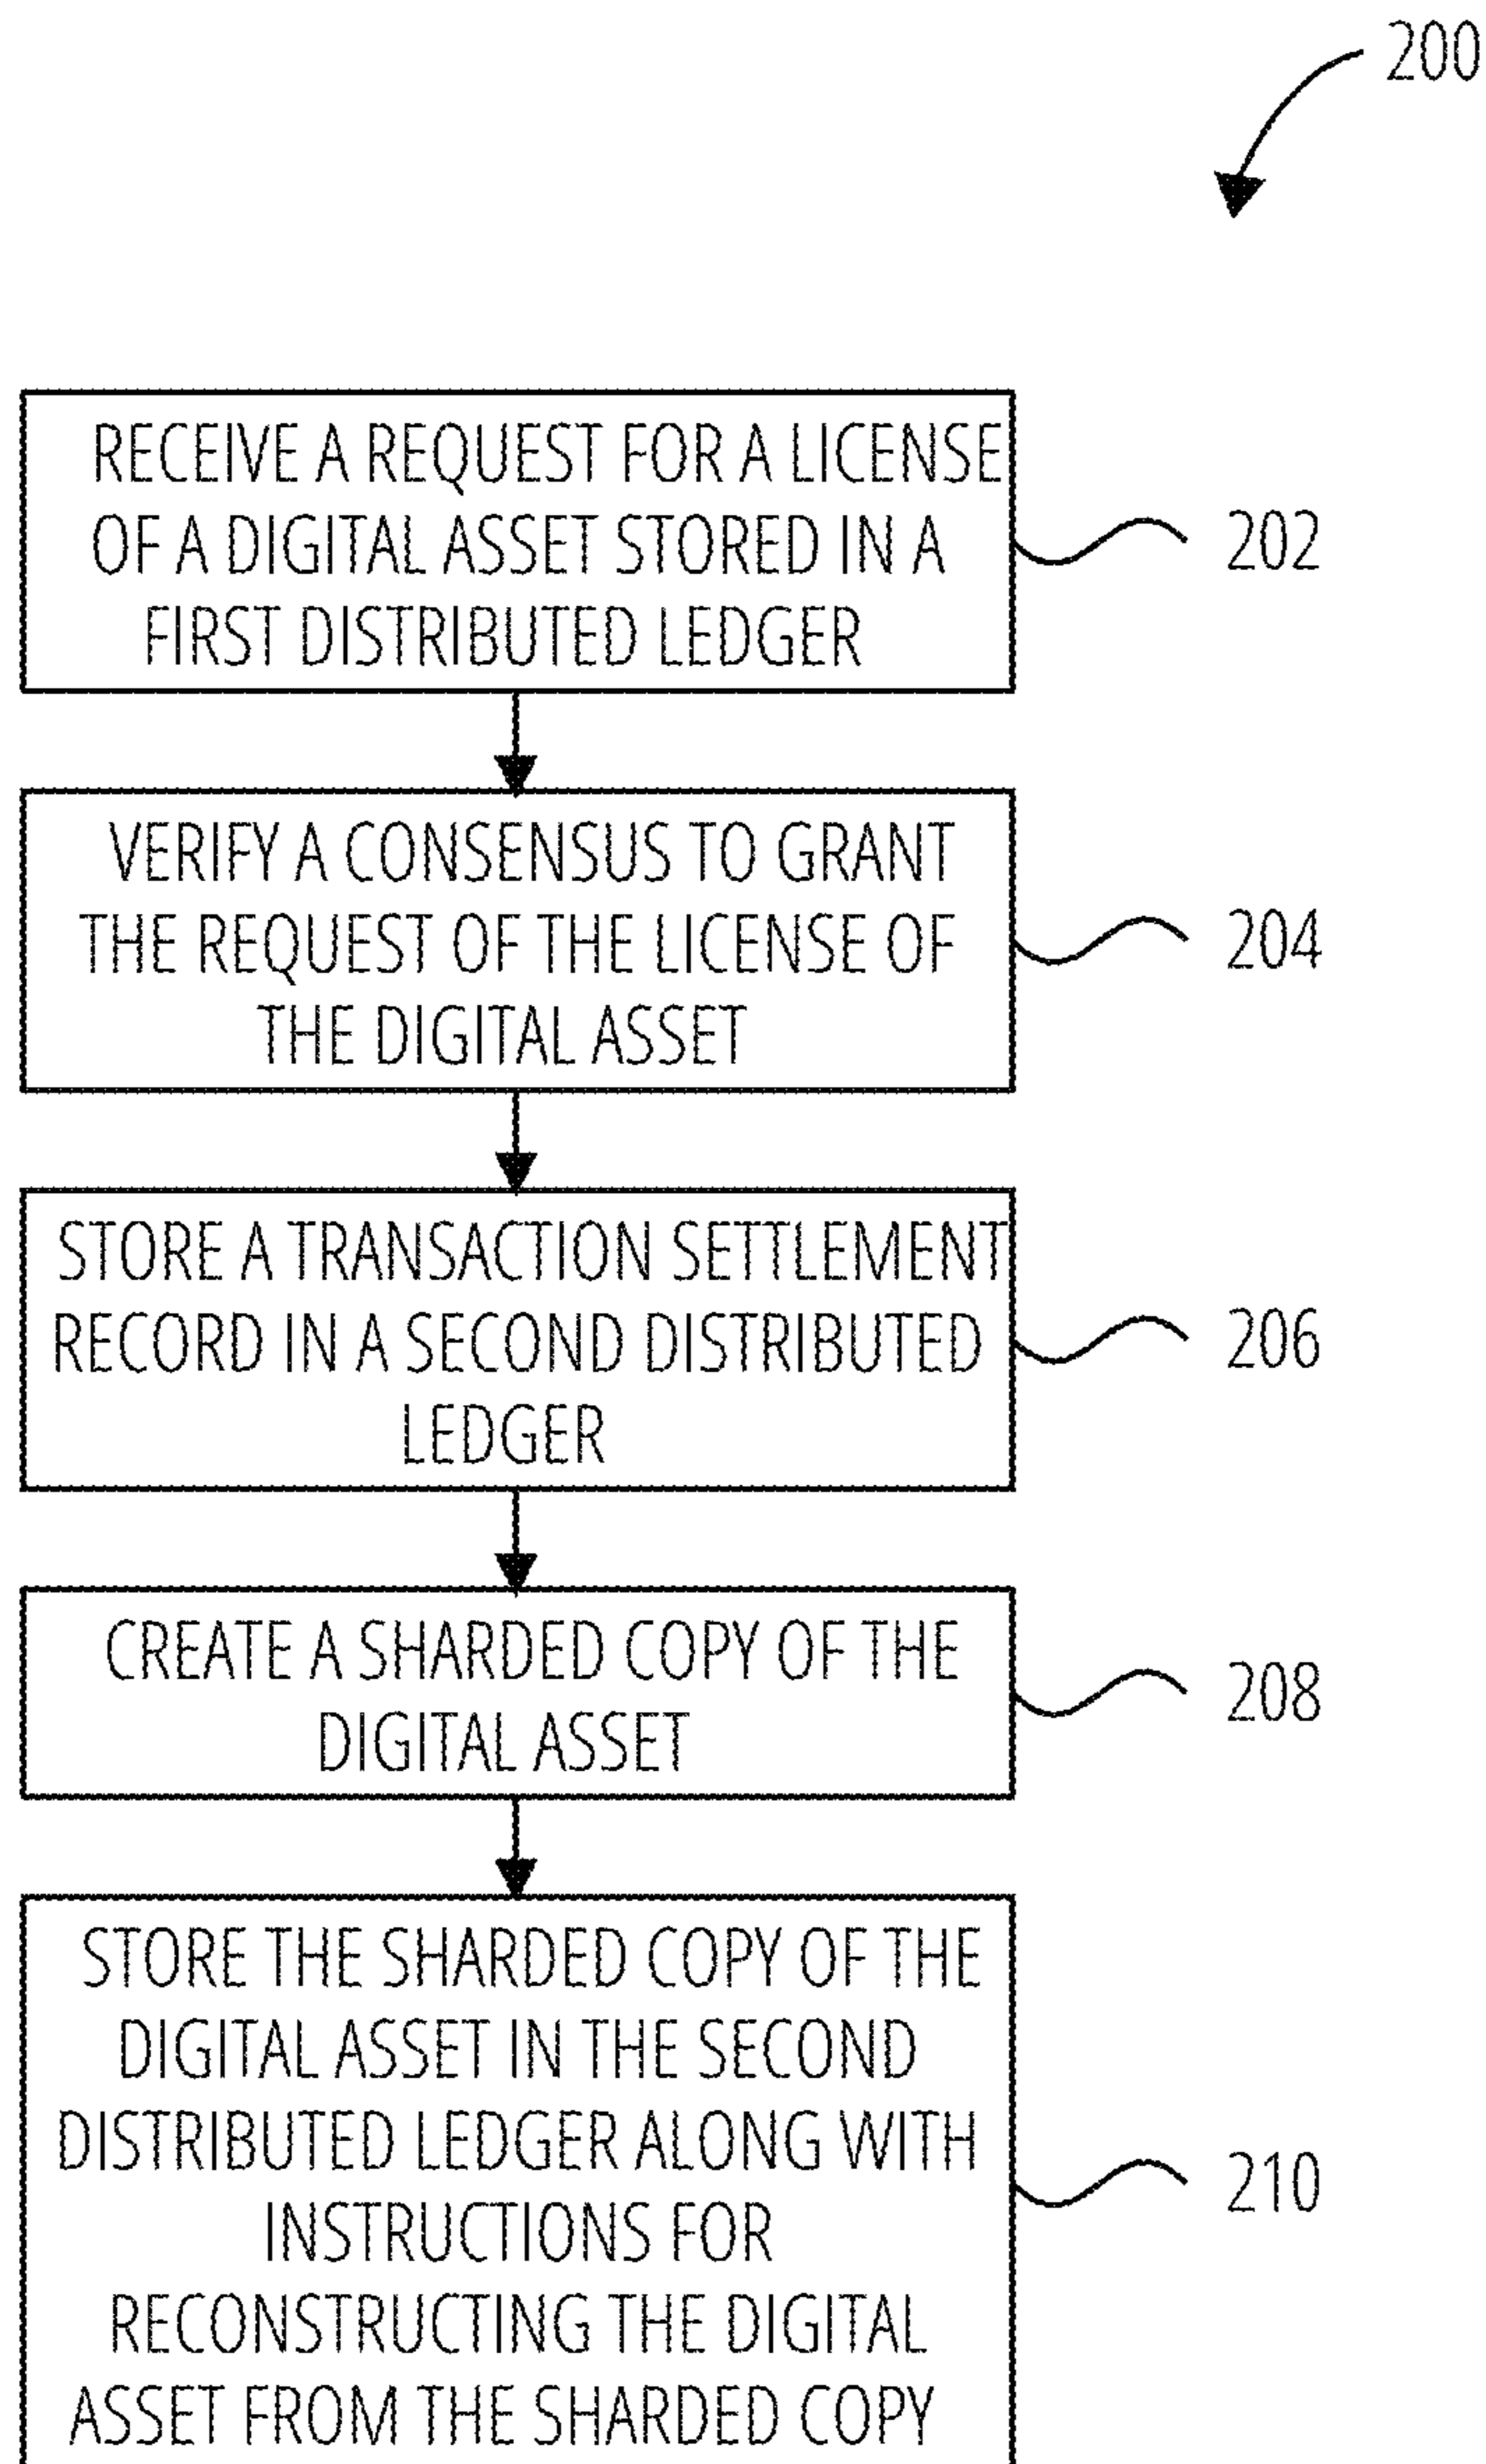 200
RECEIVE A REQUEST FOR A LICENSE
OF A DIGITAL ASSET STORED IN A
FIRST DISTRIBUTED LEDGER
202
VERIFY A CONSENSUS TO GRANT
THE REQUEST OF THE LICENSE OF
THE DIGITAL ASSET
204
STORE A TRANSACTION SETTLEMENT
RECORD IN A SECOND DISTRIBUTED
LEDGER
206
CREATE A SHARDED COPY OF THE
DIGITAL ASSET
208
STORE THE SHARDED COPY OF THE
DIGITAL ASSET IN THE SECOND
DISTRIBUTED LEDGER ALONG WITH
INSTRUCTIONS FOR
RECONSTRUCTING THE DIGITAL
ASSET FROM THE SHARDED COPY
210